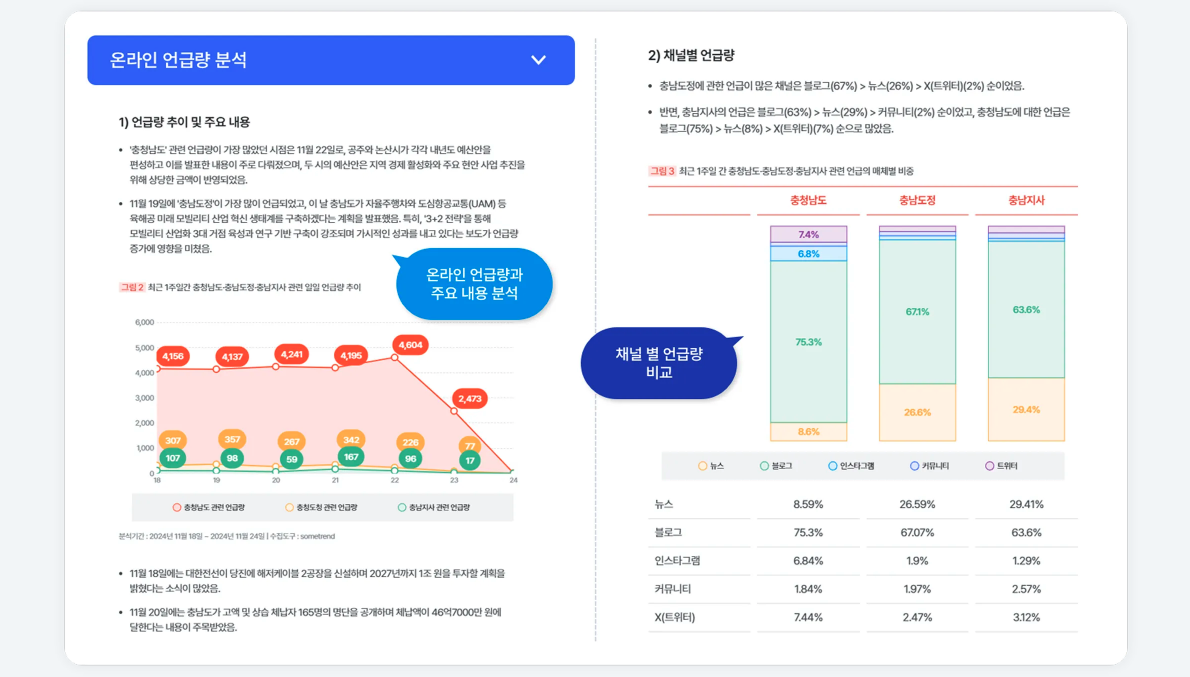 온라인 언급량 분석
1) 언급량 추이 및 주요 내용
• '충청남도' 관련 언급량이 가장 많았던 시점은 11월 22일로, 공주와 논산시가 각각 내년도 예산안을
편성하고 이를 발표한 내용이 주로 다뤄졌으며, 두 시의 예산안은 지역 경제 활성화와 주요 현안 사업 추진을
위해 상당한 금액이 반영되었음.
• 11월 19일에 '충남도정'이 가장 많이 언급되었고, 이 날 충남도가 자율주행차와 도심항공교통(UAM) 등
육해공 미래 모빌리티 산업 혁신 생태계를 구축하겠다는 계획을 발표했음. 특히, '3+2 전략'을 통해
모빌리티 산업화 3대 거점 육성과 연구 기반 구축이 강조되며 가시적인 성과를 내고 있다는 보도가 언급량
증가에 영향을 미쳤음.
온라인 언급량과
주요 내용 분석
그림 2 최근 1주일간 충청남도·충남도정·충남지사 관련 일일 언급량 추이
6,000
5,000
4,000
3,000
2,000
1,000
0
4,156
4,137
4,241
4,195
4,604
2,473
307
357
267
342
226
77
107
98
59
167
96
17
18
19
20
21
22
23
24
충청남도 관련 언급량
충남도정 관련 언급량
충남지사 관련 언급량
분석기간 : 2024년 11월 18일 ~ 2024년 11월 24일 | 수집도구 : sometrend
• 11월 18일에는 대한전선이 당진에 해저케이블 2공장을 신설하며 2027년까지 1조 원을 투자할 계획을
밝혔다는 소식이 많았음.
• 11월 20일에는 충남도가 고액 및 상습 체납자 165명의 명단을 공개하며 체납액이 46억7000만 원에
달한다는 내용이 주목받았음.
2) 채널별 언급량
• 충남도정에 관한 언급이 많은 채널은 블로그(67%) > 뉴스(26%) > X(트위터)(2%) 순이었음.
• 반면, 충남지사의 언급은 블로그(63%) > 뉴스(29%) > 커뮤니티(2%) 순이었고, 충청남도에 대한 언급은
블로그(75%) > 뉴스(8%) > X(트위터)(7%) 순으로 많았음.
그림 3 최근 1주일 간 충청남도·충남도정·충남지사 관련 언급의 매체별 비중
충청남도
충남도정
충남지사
7.4%
6.8%
75.3%
8.6%
67.1%
26.6%
63.6%
29.4%
채널 별 언급량
비교
뉴스
블로그
인스타그램
커뮤니티
트위터
뉴스 8.59% 26.59% 29.41%
블로그 75.3% 67.07% 63.6%
인스타그램 6.84% 1.9% 1.29%
커뮤니티 1.84% 1.97% 2.57%
X(트위터) 7.44% 2.47% 3.12%